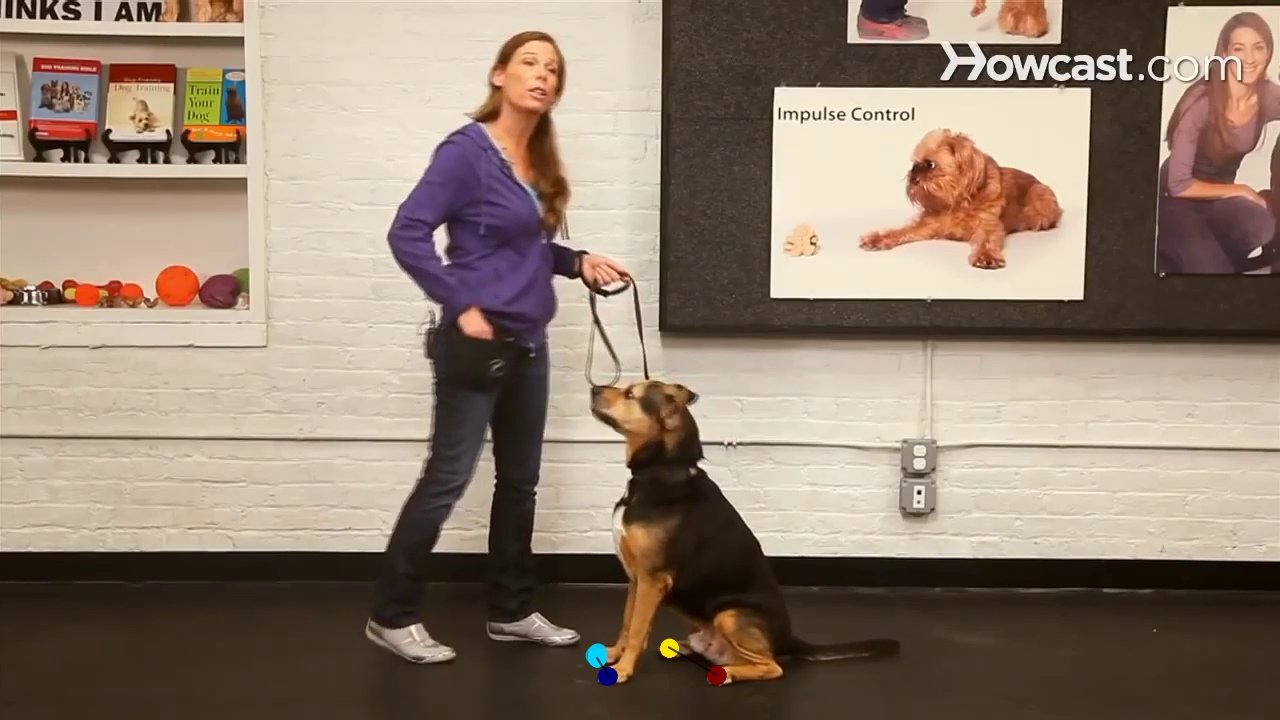 INKS I AM
DOG TRAINING BIBLE
Dog-Friendly
Dog Training
Train
Your
Dog
Howcast.com
Impulse Control